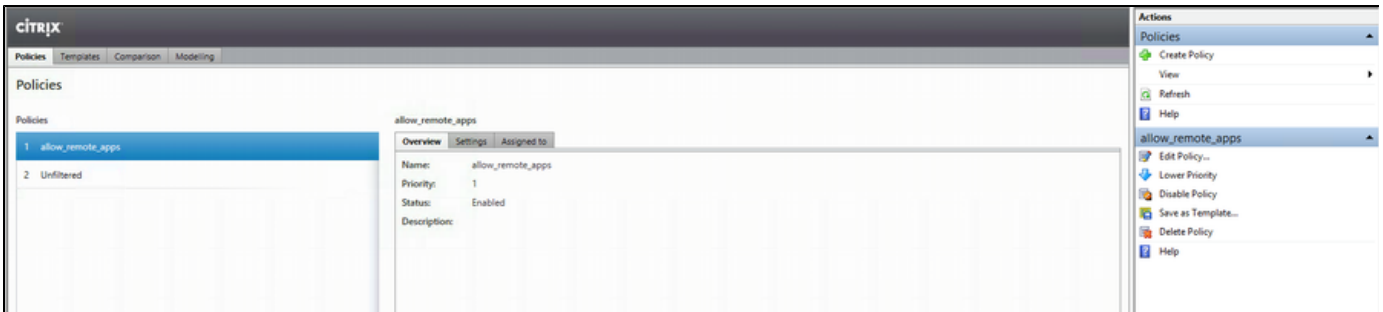 CİTRIX
Policies Templates Comparison Modelling
Policies
Policies
1 allow_remote_apps
2 Unfiltered
allow_remote_apps
Overview Settings Assigned to
Name: allow_remote_apps
Priority: 1
Status: Enabled
Description:
Actions
Policies
Create Policy
View
Refresh
Help
allow_remote_apps
Edit Policy...
Lower Priority
Disable Policy
Save as Template...
Delete Policy
Help